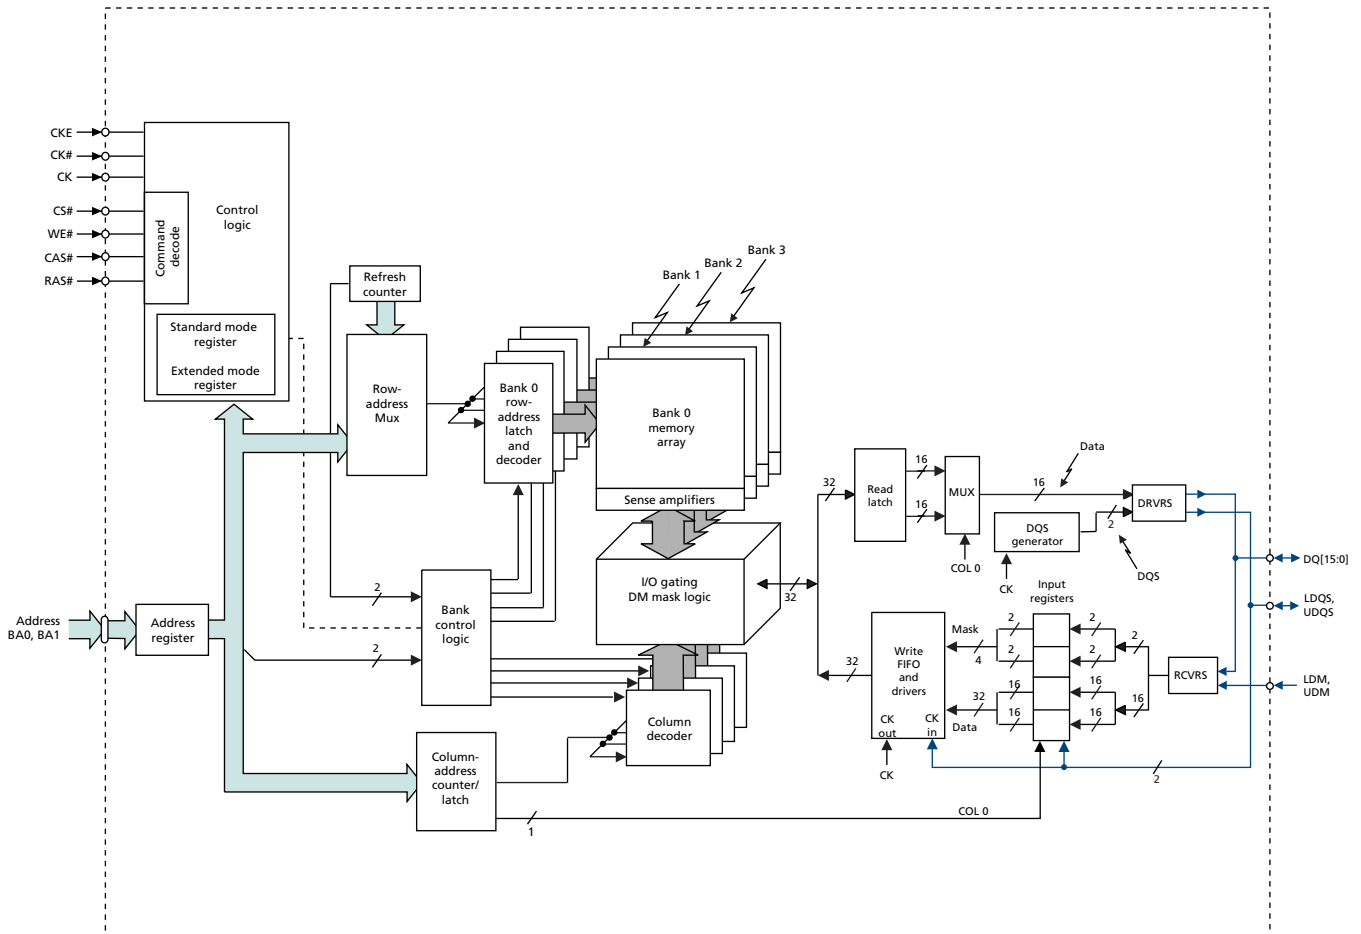 CKE
CK#
CK
CS#
WE#
CAS#
RAS#
Command
decode
Control
logic
Standard mode
register
Extended mode
register
Refresh
counter
Row-
address
Mux
Bank 0
row-
address
latch
and
decoder
Bank 1
Bank 2
Bank 3
Bank 0
memory
array
Sense amplifiers
I/O gating
DM mask logic
32
32
Read
latch
16
16
MUX
COL 0
16
Data
DQS
generator
CK
2
DQS
DRVRS
DQ[15:0]
LDQS,
UDQS
LDM,
UDM
RCVRS
Input
registers
2
2
2
2
2
16
16
16
16
16
Mask
4
32
Data
Write
FIFO
and
drivers
CK
out
CK
in
CK
32
2
Address
BA0, BA1
Address
register
2
2
Bank
control
logic
Column
decoder
Column-
address
counter/
latch
1
COL 0